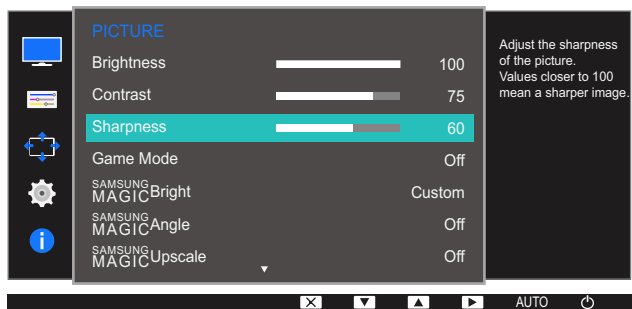 PICTURE
Brightness 100
Contrast 75
Sharpness 60
Game Mode Off
SAMSUNG
MAGICBright Custom
SAMSUNG
MAGICAngle Off
SAMSUNG
MAGICUpscale Off
Adjust the sharpness
of the picture.
Values closer to 100
mean a sharper image.
AUTO